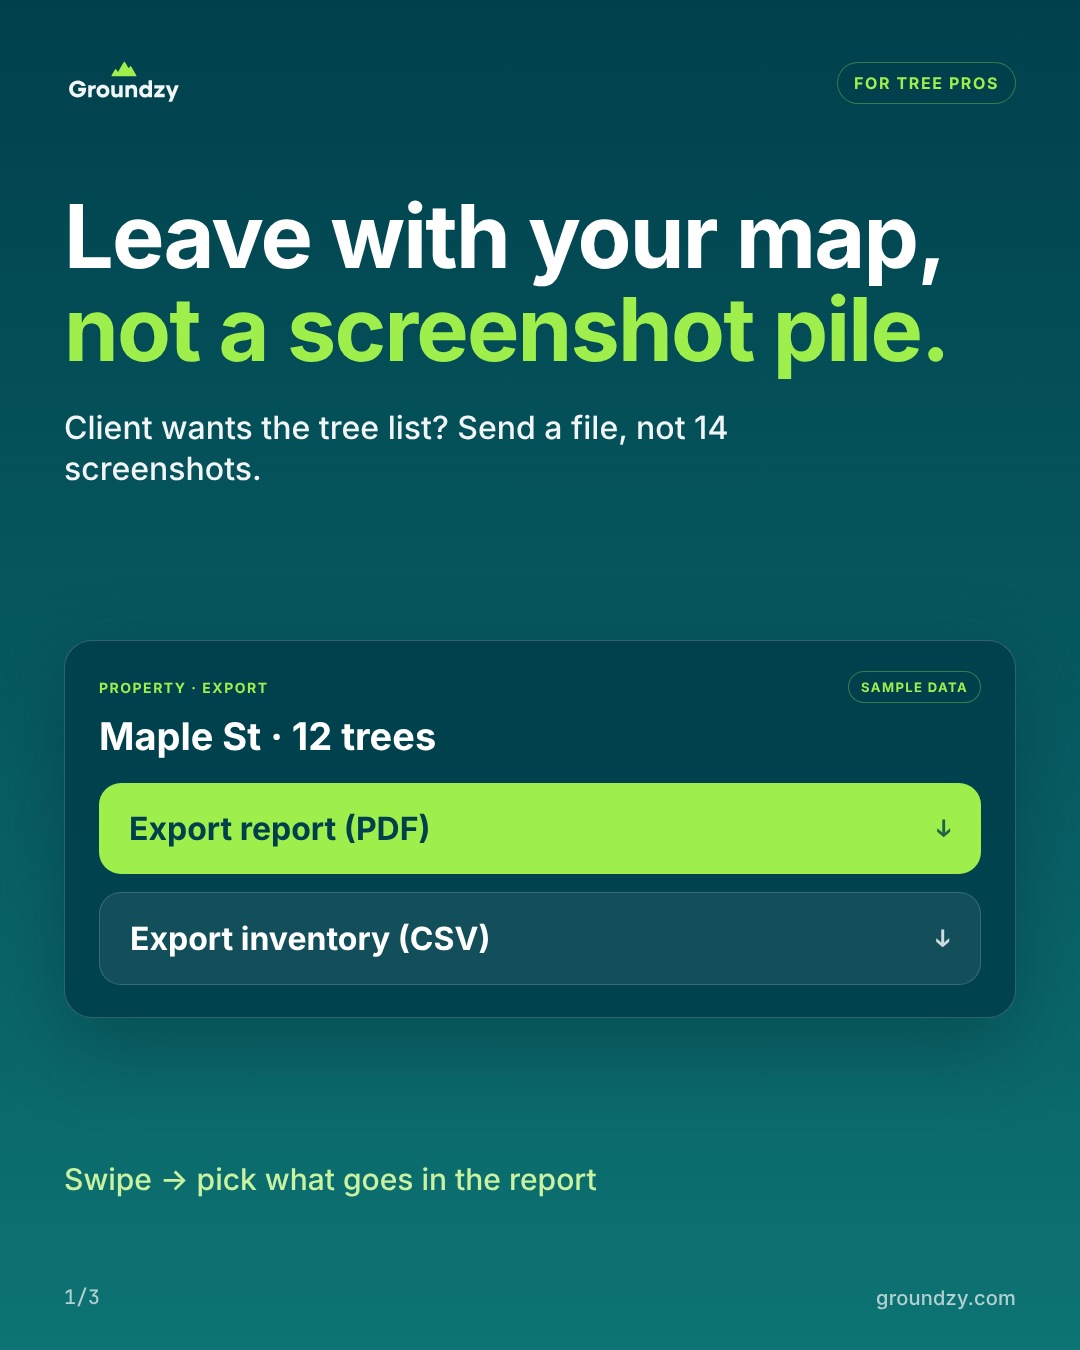 Groundzy
FOR TREE PROS
Leave with your map,
not a screenshot pile.
Client wants the tree list? Send a file, not 14
screenshots.
PROPERTY · EXPORT
SAMPLE DATA
Maple St · 12 trees
Export report (PDF) ↓
Export inventory (CSV) ↓
Swipe → pick what goes in the report
1/3
groundzy.com